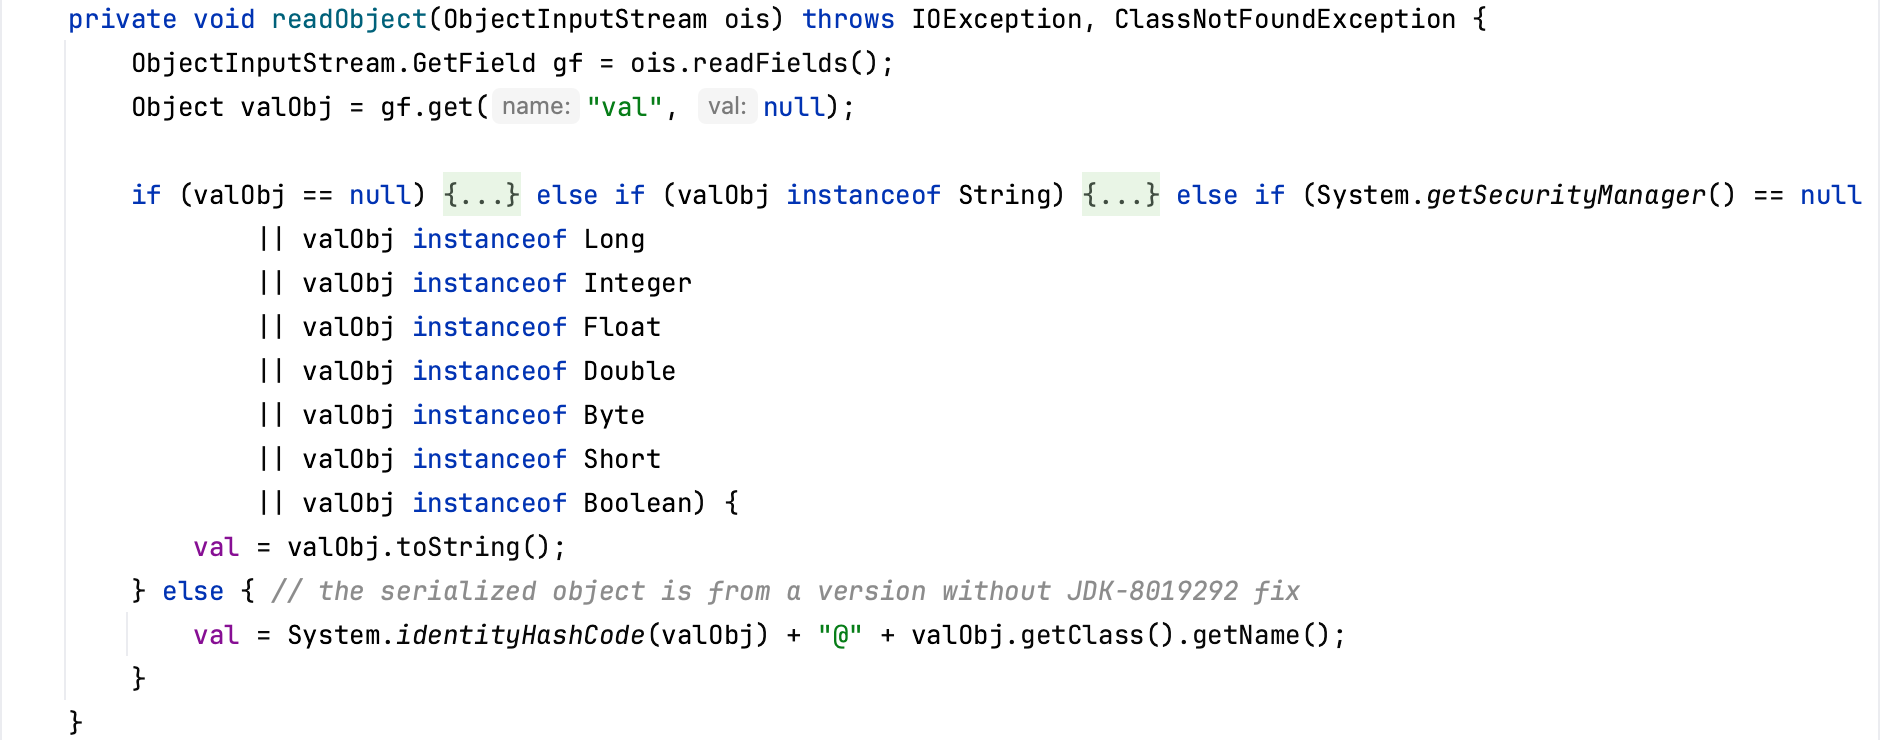 private void readObject(ObjectInputStream ois) throws IOException, ClassNotFoundException {
ObjectInputStream.GetField gf = ois.readFields();
Object valObj = gf.get( name: "val", val: null);
if (valObj == null) {...} else if (valObj instanceof String) {...} else if (System.getSecurityManager() == null
|| valObj instanceof Long
|| valObj instanceof Integer
|| valObj instanceof Float
|| valObj instanceof Double
|| valObj instanceof Byte
|| valObj instanceof Short
|| valObj instanceof Boolean) {
val = valObj.toString();
} else { // the serialized object is from a version without JDK-8019292 fix
val = System.identityHashCode(valObj) + "@" + valObj.getClass().getName();
}
}